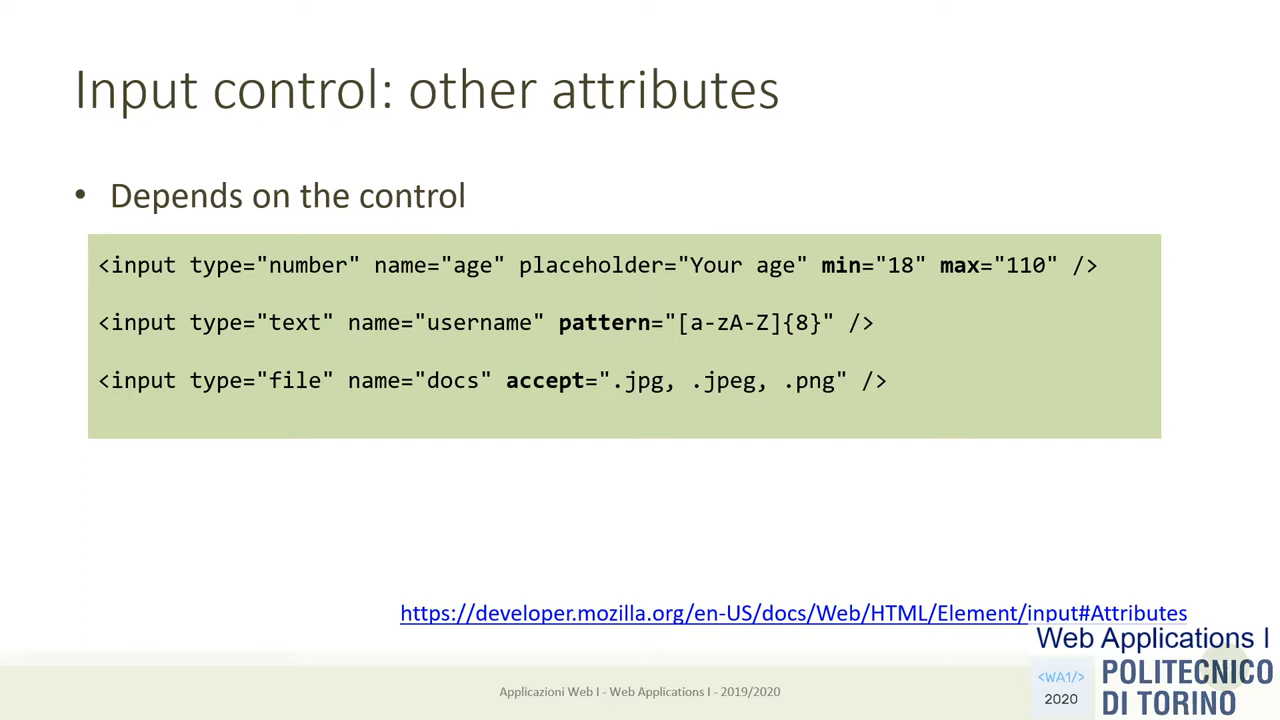 Input control: other attributes
• Depends on the control
<input type="number" name="age" placeholder="Your age" min="18" max="110" />
<input type="text" name="username" pattern="[a-zA-Z]{8}" />
<input type="file" name="docs" accept=".jpg, .jpeg, .png" />
https://developer.mozilla.org/en-US/docs/Web/HTML/Element/input#Attributes
Web Applications I
Applicazioni Web I - Web Applications I - 2019/2020
<WA1/>
2020
POLITECNICO
DI TORINO